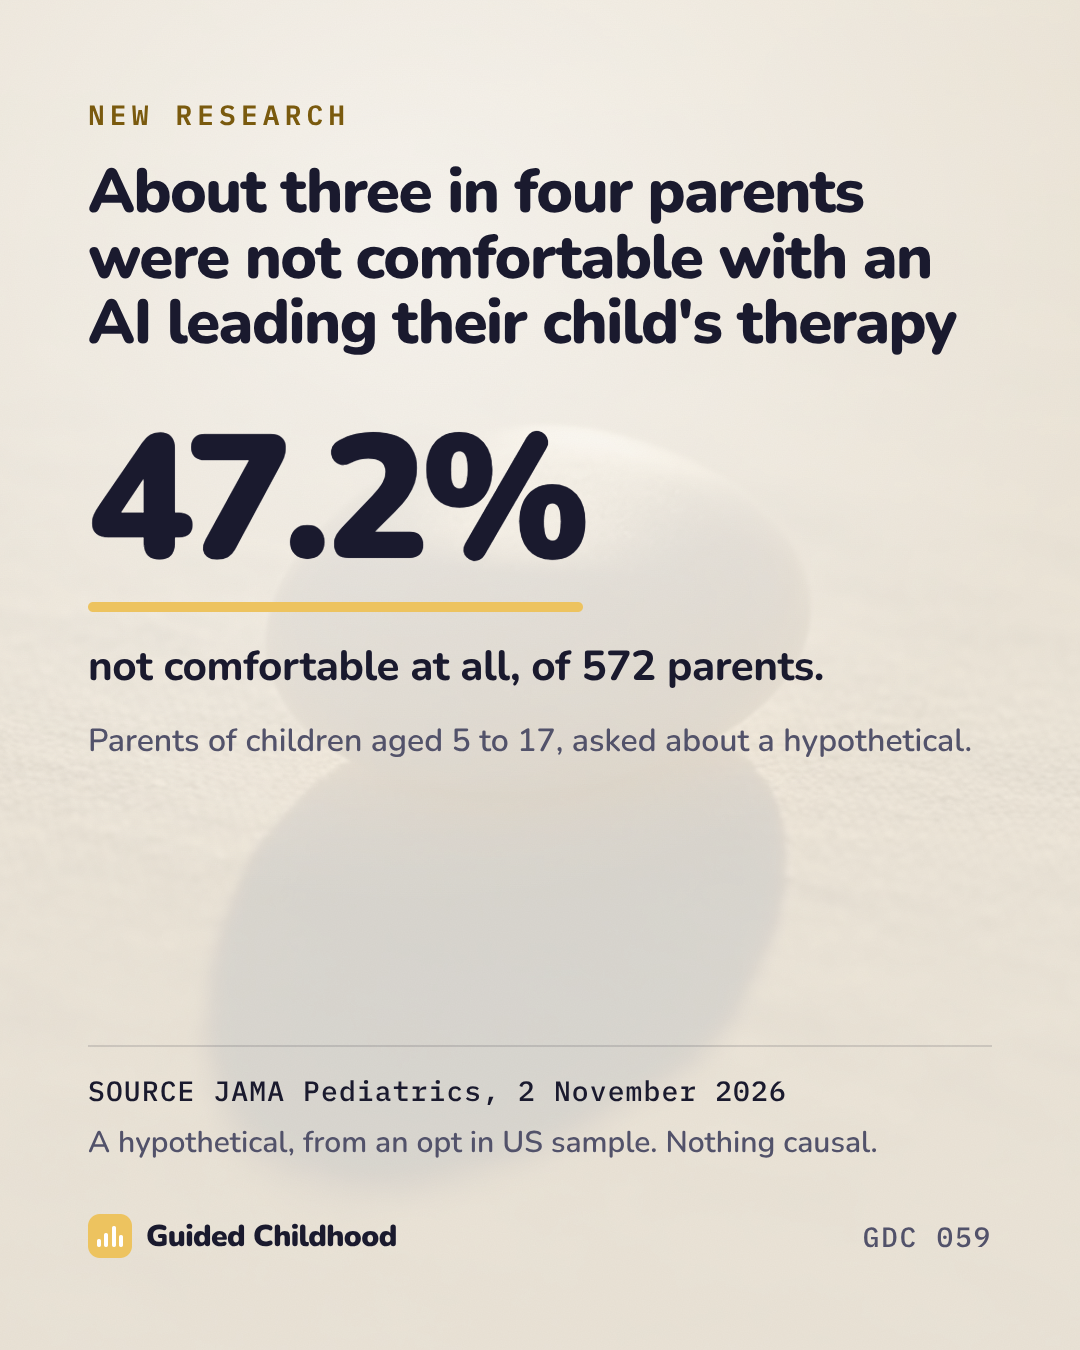 NEW RESEARCH
About three in four parents
were not comfortable with an
AI leading their child's therapy
47.2%
not comfortable at all, of 572 parents.
Parents of children aged 5 to 17, asked about a hypothetical.
SOURCE JAMA Pediatrics, 2 November 2026
A hypothetical, from an opt in US sample. Nothing causal.
Guided Childhood
GDC 059